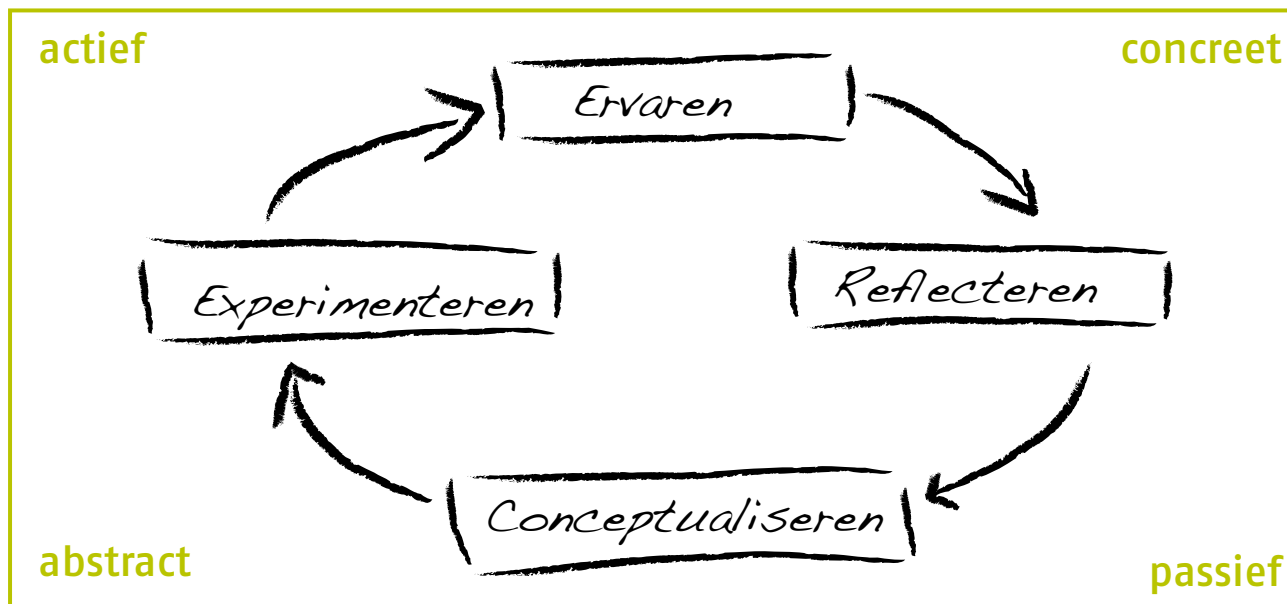 actief
concreet
Ervaren
Experimenteren
Reflecteren
Conceptualiseren
abstract
passief